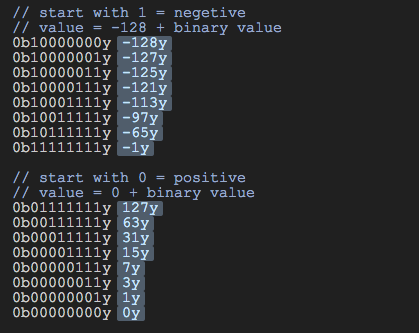 // start with 1 = negetive
// value = -128 + binary value
0b10000000y -128y
0b10000001y -127y
0b10000011y -125y
0b10000111y -121y
0b10001111y -113y
0b10011111y -97y
0b10111111y -65y
0b11111111y -1y
// start with 0 = positive
// value = 0 + binary value
0b01111111y 127y
0b00111111y 63y
0b00011111y 31y
0b00001111y 15y
0b00000111y 7y
0b00000011y 3y
0b00000001y 1y
0b00000000y 0y